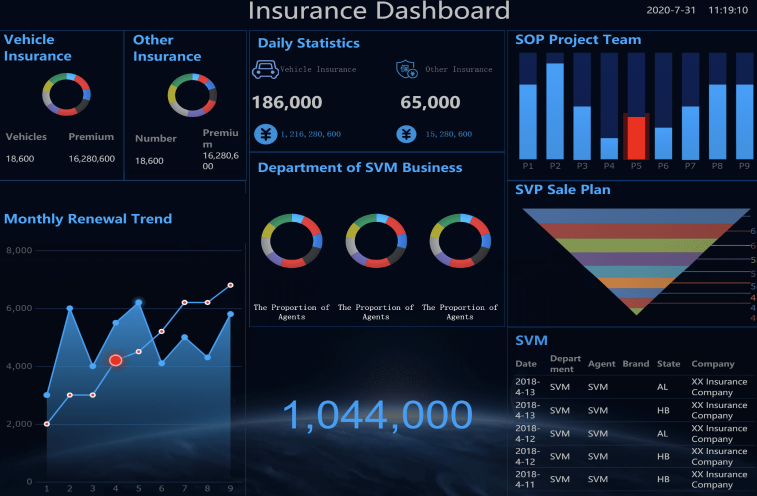 Insurance Dashboard
2020-7-31 11:19:10
Vehicle
Insurance
Vehicles Premium
18,600 16,280,600
Other
Insurance
Number Premiu
m
18,600 16,280,6
00
Daily Statistics
Vehicle Insurance Other Insurance
186,000 65,000
¥ 1,216,280,600 ¥ 15,280,600
Department of SVM Business
The Proportion of
Agents
The Proportion of
Agents
The Proportion of
Agents
SOP Project Team
P1 P2 P3 P4 P5 P6 P7 P8 P9
SVP Sale Plan
6
6
5
5
5
4
4
4
Monthly Renewal Trend
8,000
6,000
4,000
2,000
0
1 2 3 4 5 6 7 8 9
1,044,000
SVM
Date Depart
ment Agent Brand State Company
2018-
4-13 SVM SVM AL XX Insurance
Company
2018-
4-13 SVM SVM HB XX Insurance
Company
2018-
4-12 SVM SVM AL XX Insurance
Company
2018-
4-12 SVM SVM HB XX Insurance
Company
2018-
4-11 SVM SVM HB XX Insurance
Company